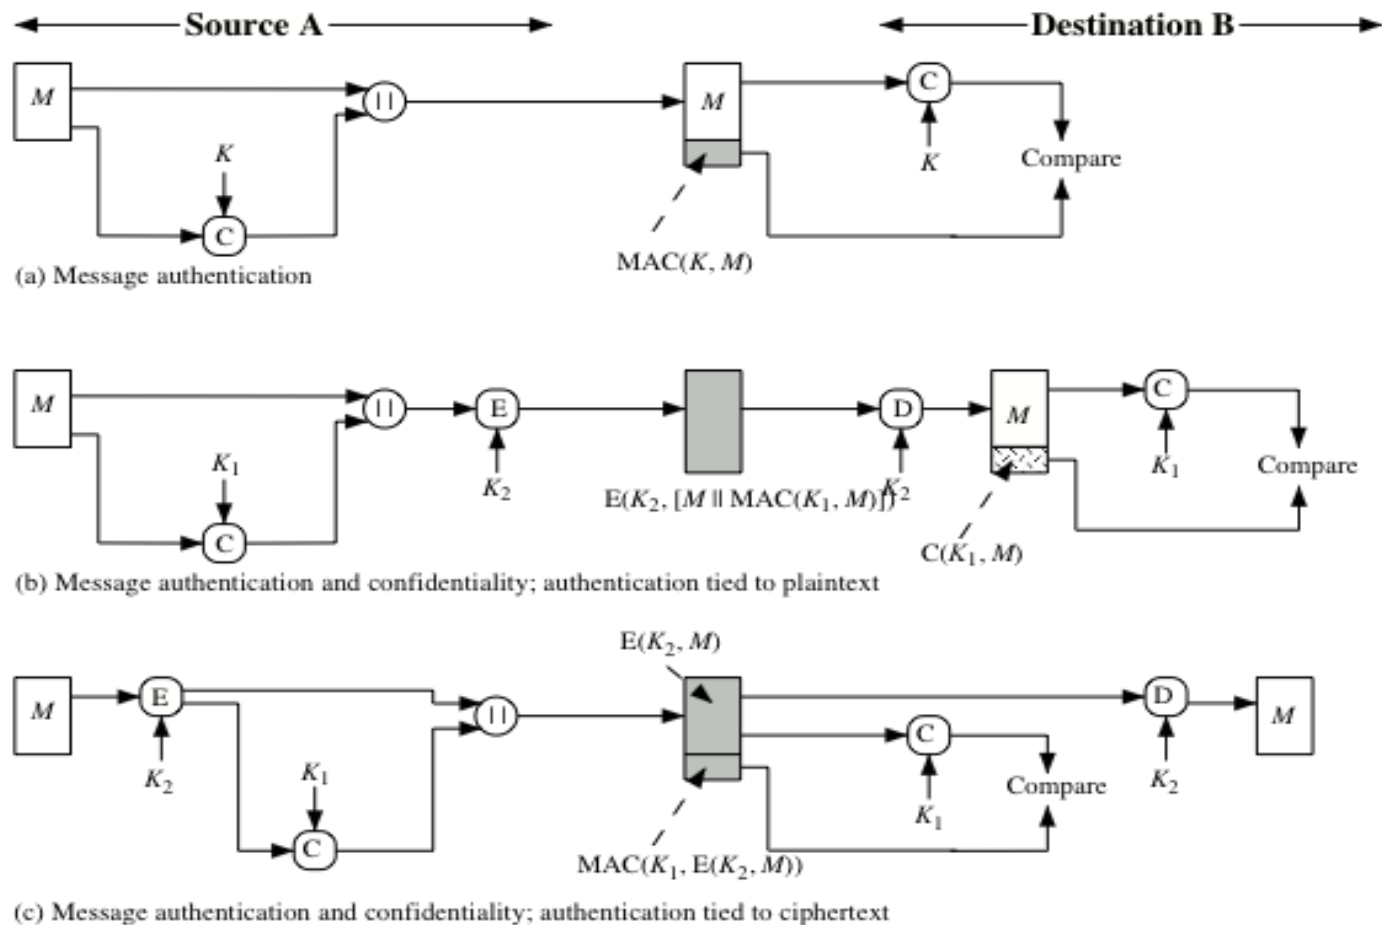 Source A
Destination B
M
||
M
C
K
K
Compare
C
MAC(K, M)
(a) Message authentication
M
||
E
D
M
C
K1
K2
K2
K1
Compare
E(K2, [M || MAC(K1, M)])
C
C(K1, M)
(b) Message authentication and confidentiality; authentication tied to plaintext
E(K2, M)
M
E
||
D
M
C
K2
K1
K1
Compare
K2
C
MAC(K1, E(K2, M))
(c) Message authentication and confidentiality; authentication tied to ciphertext